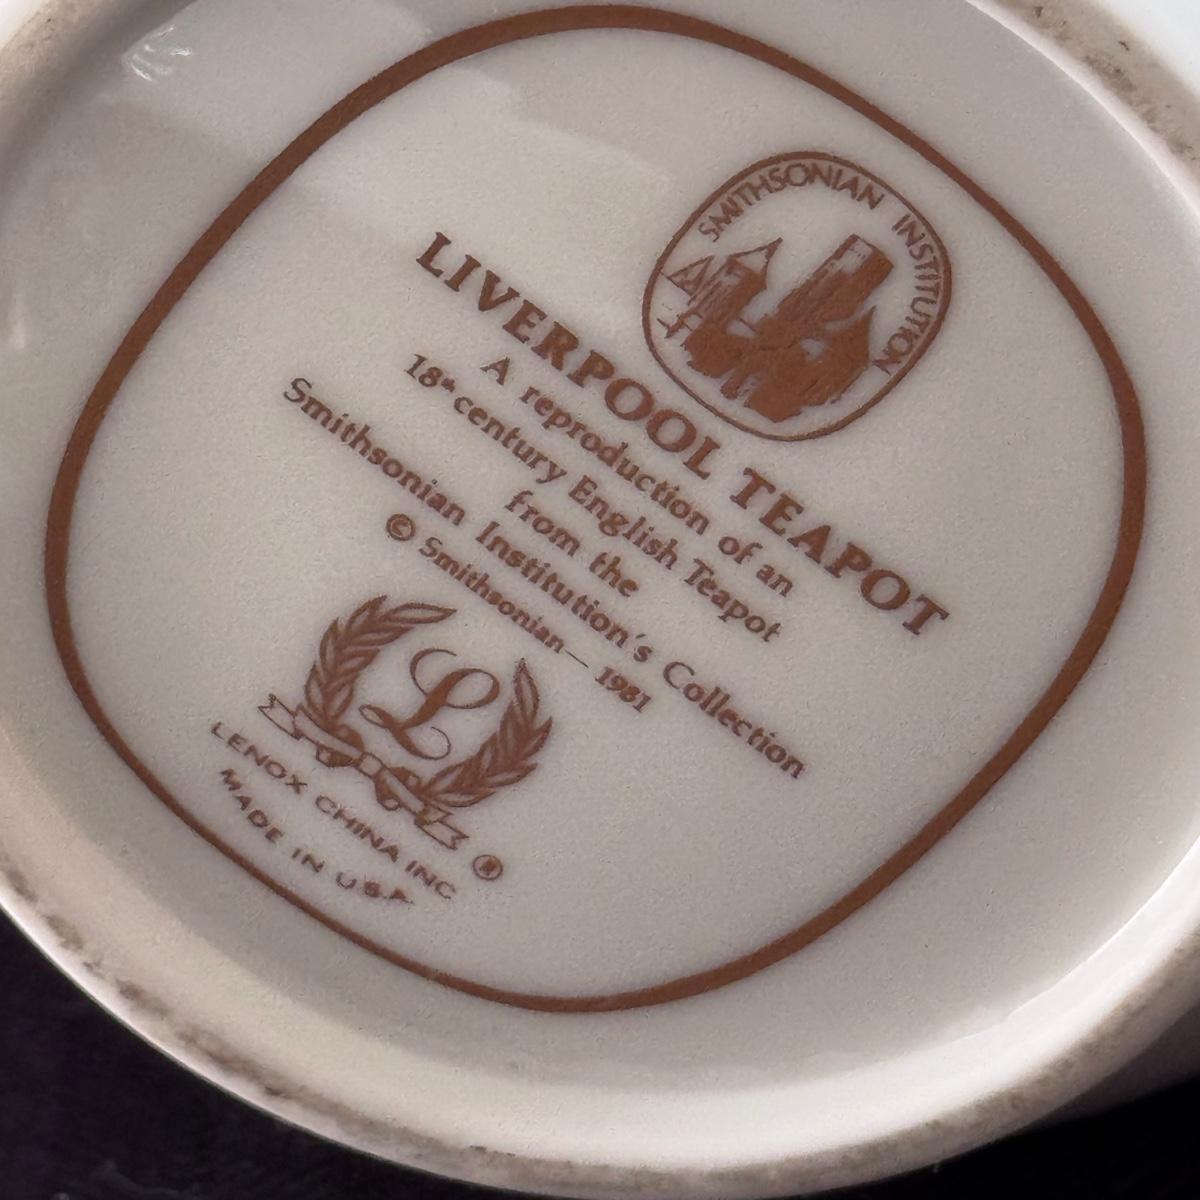 SMITHSONIAN INSTITUTION
LIVERPOOL TEAPOT
A reproduction of an
18th century English Teapot
from the
Smithsonian Institution's Collection
© Smithsonian — 1981
L
LENOX CHINA INC ®
MADE IN U.S.A.